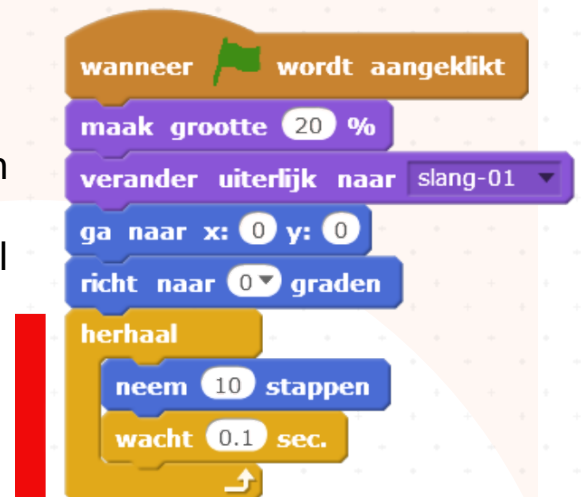 wanneer wordt aangeklikt
maak grootte 20 %
n
verander uiterlijk naar slang-01
ga naar x: 0 y: 0
l
richt naar 0 graden
herhaal
neem 10 stappen
wacht 0.1 sec.